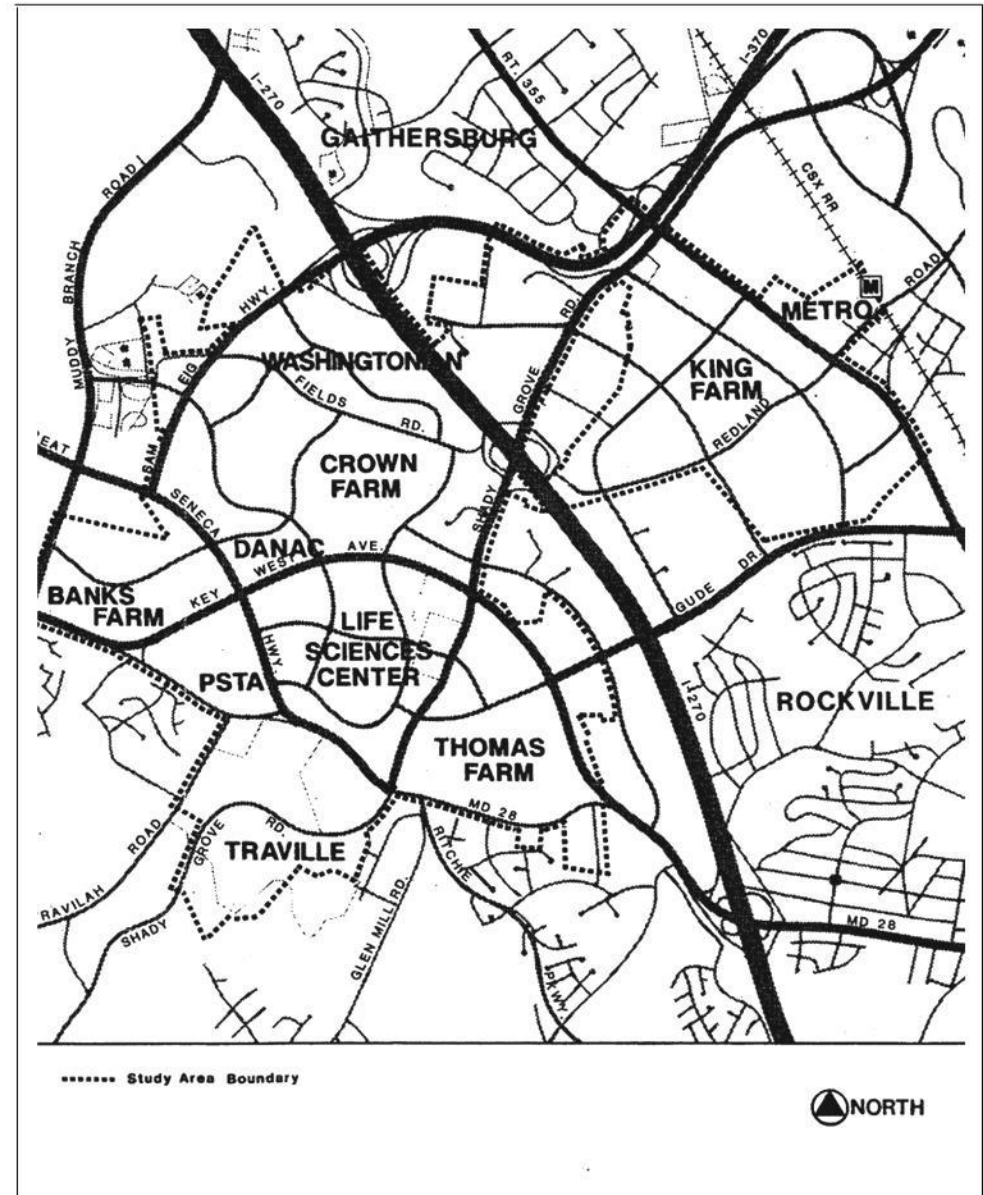 I-270
RT. 355
I-370
GAITHERSBURG
CSX RR
ROAD
MUDDY BRANCH
ROAD
M
METRO
SAM EIG HWY.
WASHINGTONIAN
FIELDS RD.
SHADY GROVE RD.
KING
FARM
REDLAND
CROWN
FARM
EAT
SENECA
HWY.
DANAC
KEY WEST AVE.
GUDE DR.
BANKS
FARM
LIFE
SCIENCES
CENTER
PSTA
I-270
ROCKVILLE
THOMAS
FARM
MD 28
GROVE RD.
TRAVILLE
RITCHIE
PKWY.
RAVILAH ROAD
SHADY
GLEN MILL RD.
MD 28
Study Area Boundary
NORTH